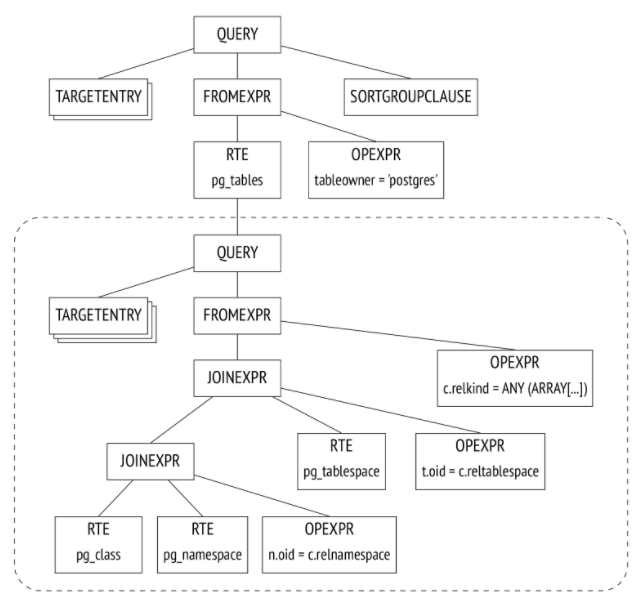 QUERY
TARGETENTRY
FROMEXPR
SORTGROUPCLAUSE
RTE
pg_tables
OPEXPR
tableowner = 'postgres'
QUERY
TARGETENTRY
FROMEXPR
OPEXPR
c.relkind = ANY (ARRAY[...])
JOINEXPR
RTE
pg_tablespace
OPEXPR
t.oid = c.reltablespace
JOINEXPR
RTE
pg_class
RTE
pg_namespace
OPEXPR
n.oid = c.relnamespace